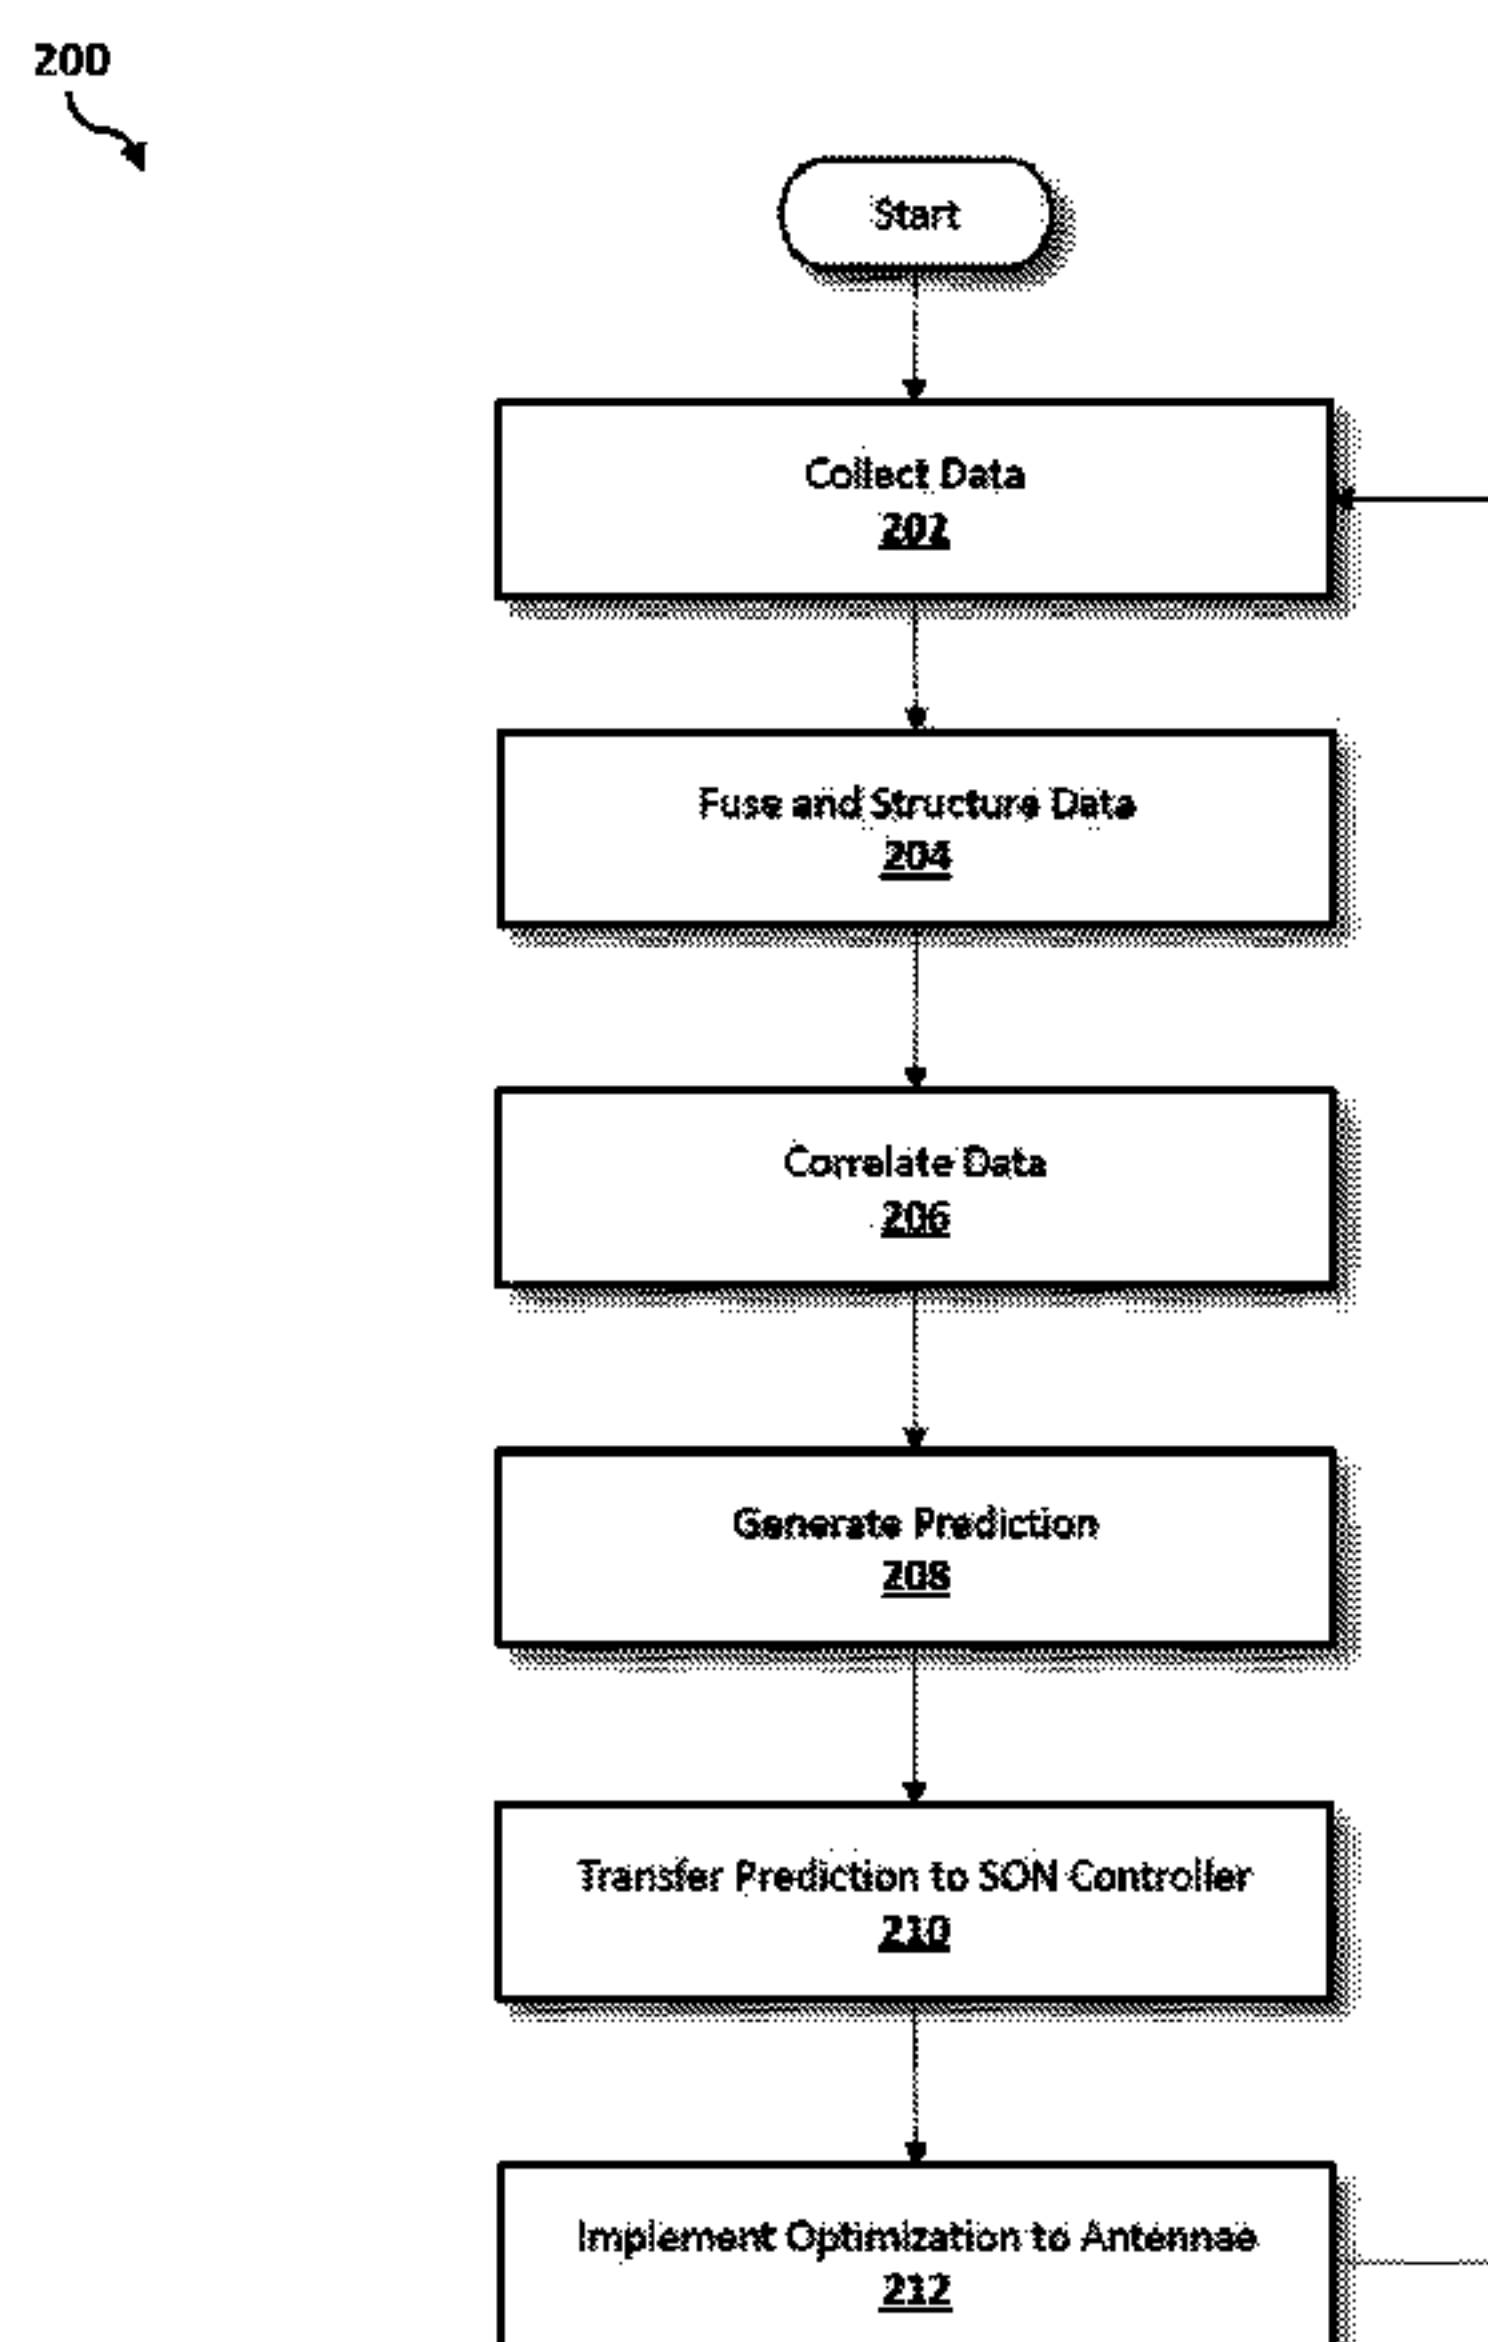 200
Start
Collect Data
202
Fuse and Structure Data
204
Correlate Data
206
Generate Prediction
208
Transfer Prediction to SON Controller
210
Implement Optimization to Antennae
212